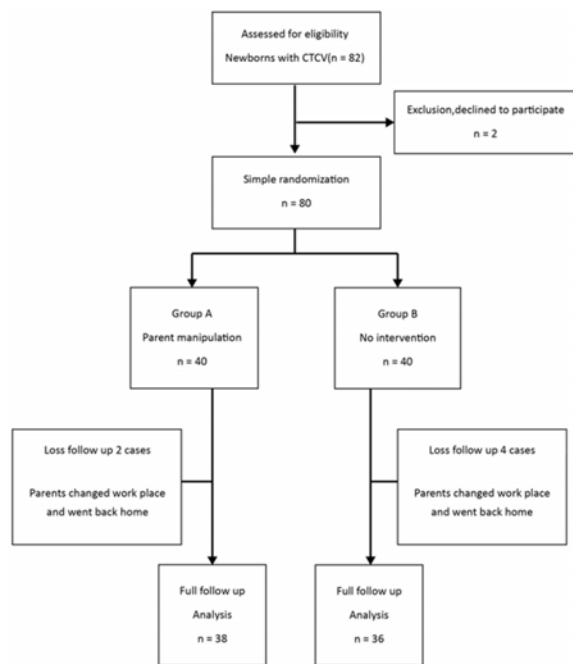 Assessed for eligibility
Newborns with CTCV(n = 82)
Exclusion,declined to participate
n = 2
Simple randomization
n = 80
Group A
Parent manipulation
n = 40
Group B
No intervention
n = 40
Loss follow up 2 cases
Parents changed work place
and went back home
Loss follow up 4 cases
Parents changed work place
and went back home
Full follow up
Analysis
n = 38
Full follow up
Analysis
n = 36